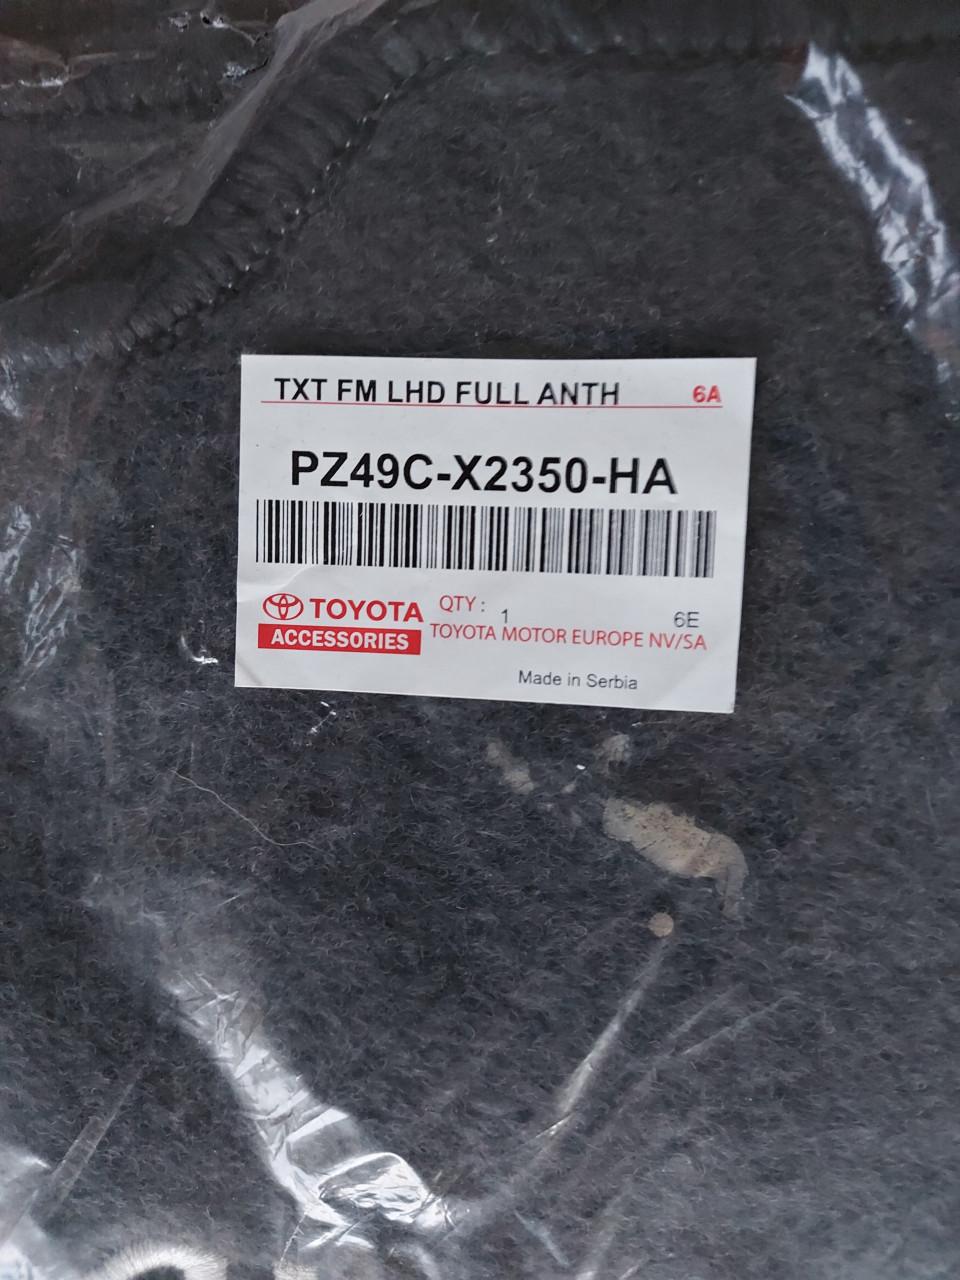 TXT FM LHD FULL ANTH 6A
PZ49C-X2350-HA
TOYOTA
ACCESSORIES
QTY : 1 6E
TOYOTA MOTOR EUROPE NV/SA
Made in Serbia